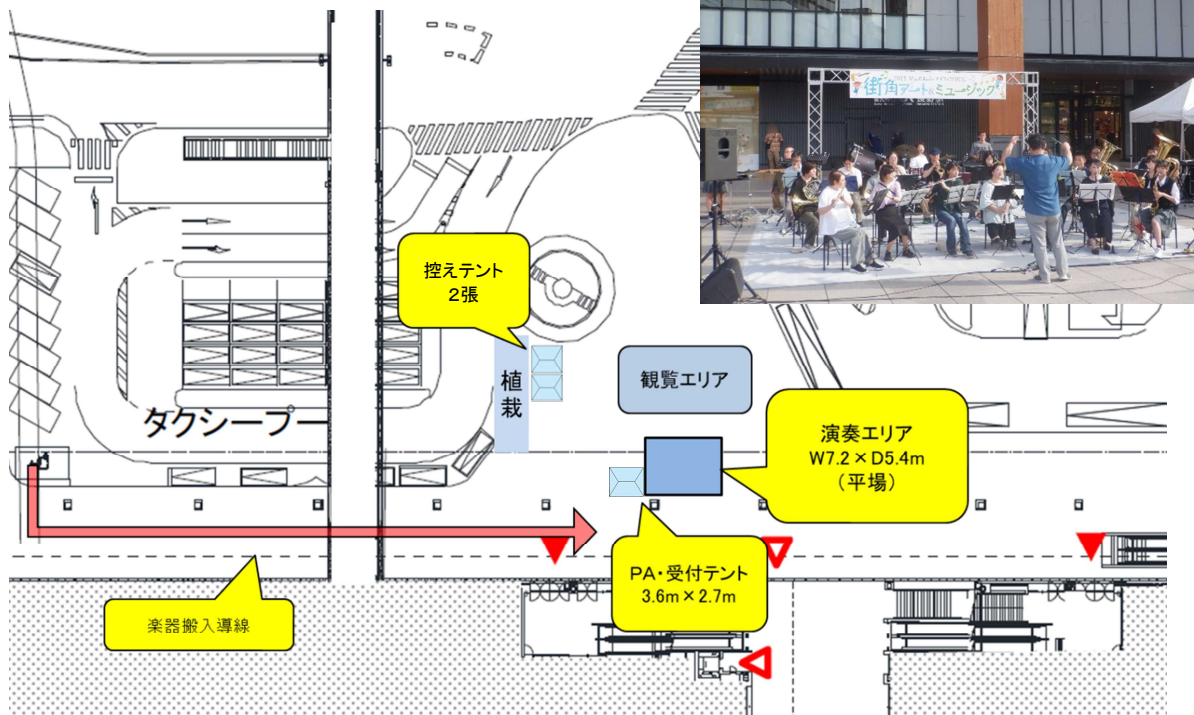 街角アート&ミュージック
控えテント
2張
植栽
観覧エリア
タクシープー
演奏エリア
W7.2×D5.4m
(平場)
PA・受付テント
3.6m×2.7m
楽器搬入導線